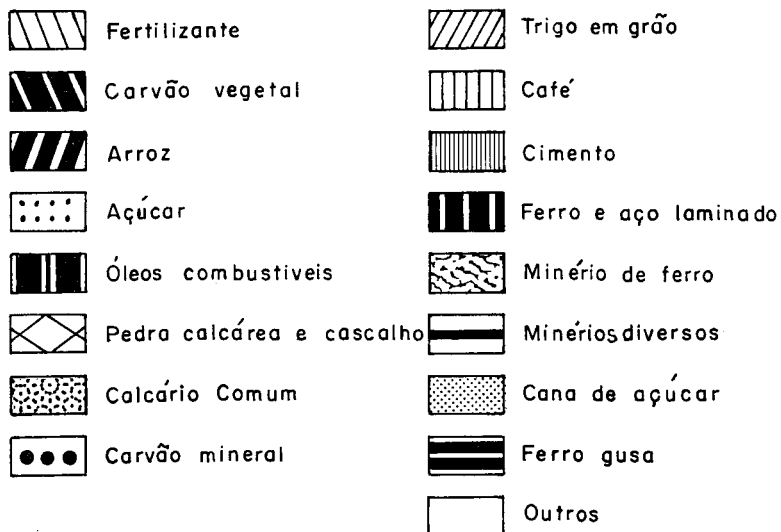 Fertilizante
Carvão vegetal
Arroz
Açúcar
Óleos combustiveis
Pedra calcárea e cascalho
Calcário Comum
Carvão mineral
Trigo em grão
Café
Cimento
Ferro e aço laminado
Minério de ferro
Minérios diversos
Cana de açúcar
Ferro gusa
Outros